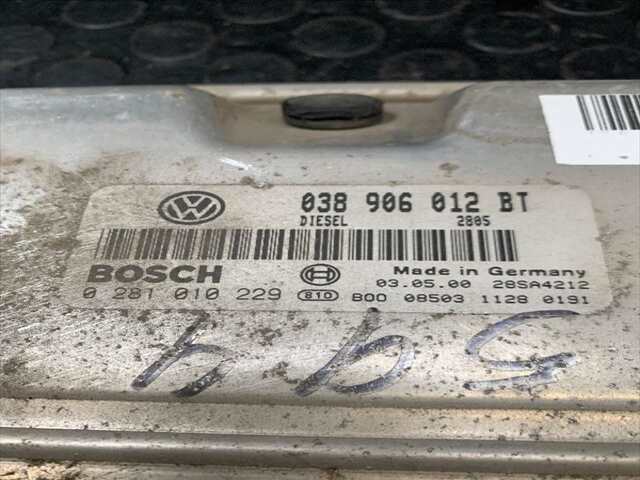 038 906 012 BT
DIESEL 2805
BOSCH Made in Germany
03.05.00 28SA4212
0 281 010 229 810 B00 08503 1128 0191